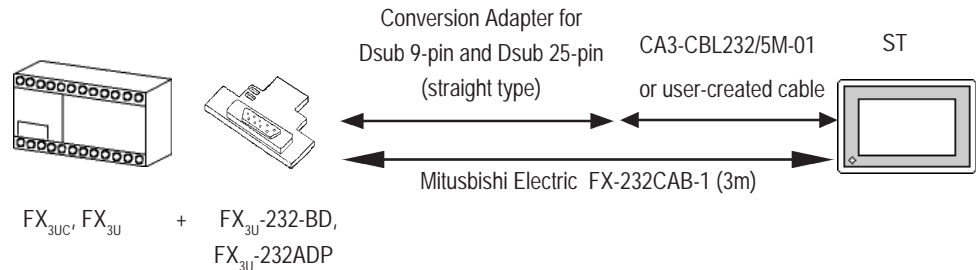 Conversion Adapter for
Dsub 9-pin and Dsub 25-pin
(straight type)
CA3-CBL232/5M-01
or user-created cable
ST
Mitusbishi Electric FX-232CAB-1 (3m)
FX3UC, FX3U + FX3U-232-BD,
FX3U-232ADP